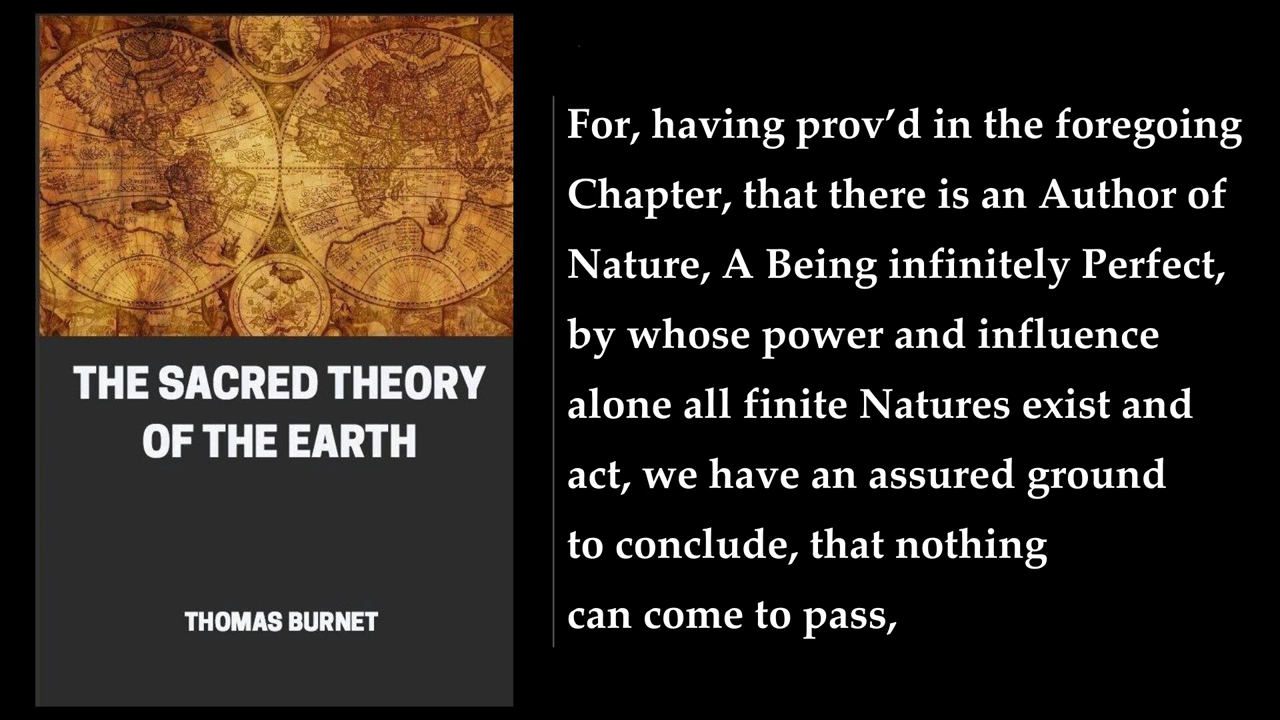 THE SACRED THEORY
OF THE EARTH
THOMAS BURNET
For, having prov’d in the foregoing
Chapter, that there is an Author of
Nature, A Being infinitely Perfect,
by whose power and influence
alone all finite Natures exist and
act, we have an assured ground
to conclude, that nothing
can come to pass,